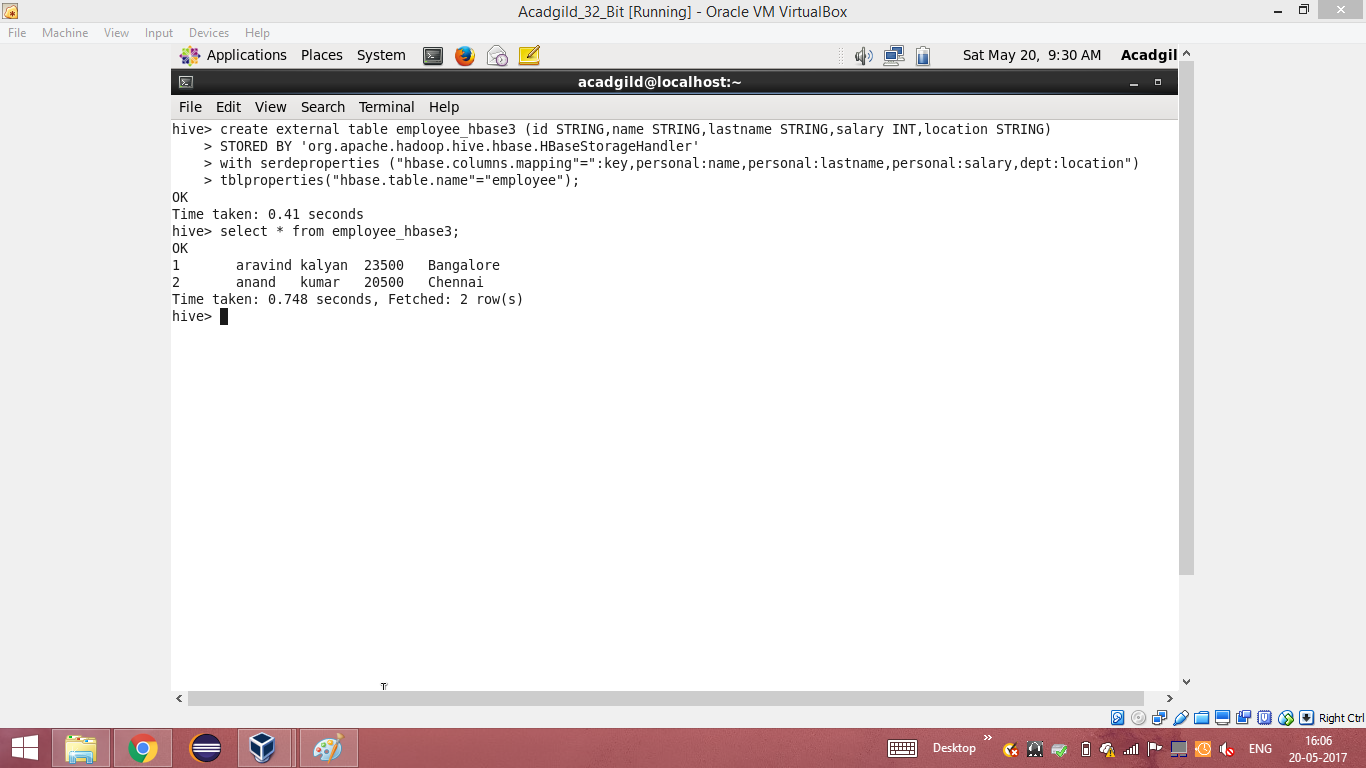 Acadgild_32_Bit [Running] - Oracle VM VirtualBox
File Machine View Input Devices Help
Applications Places System Sat May 20, 9:30 AM Acadgil
acadgild@localhost:~
File Edit View Search Terminal Help
hive> create external table employee_hbase3 (id STRING,name STRING,lastname STRING,salary INT,location STRING)
> STORED BY 'org.apache.hadoop.hive.hbase.HBaseStorageHandler'
> with serdeproperties ("hbase.columns.mapping"=":key,personal:name,personal:lastname,personal:salary,dept:location")
> tblproperties("hbase.table.name"="employee");
OK
Time taken: 0.41 seconds
hive> select * from employee_hbase3;
OK
1 aravind kalyan 23500 Bangalore
2 anand kumar 20500 Chennai
Time taken: 0.748 seconds, Fetched: 2 row(s)
hive>
Right Ctrl
Desktop » ENG 16:06
20-05-2017